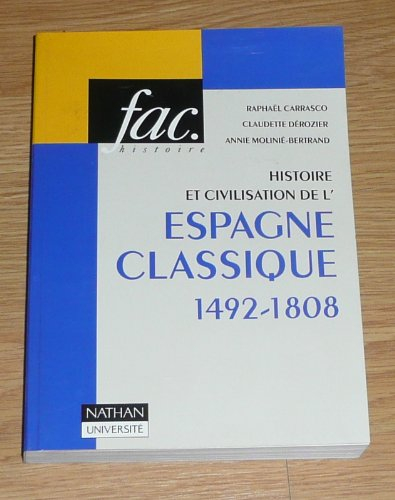 fac.
histoire
RAPHAËL CARRASCO
CLAUDETTE DÉROZIER
ANNIE MOLINIÉ-BERTRAND
HISTOIRE
ET CIVILISATION DE L'
ESPAGNE
CLASSIQUE
1492-1808
NATHAN
UNIVERSITÉ